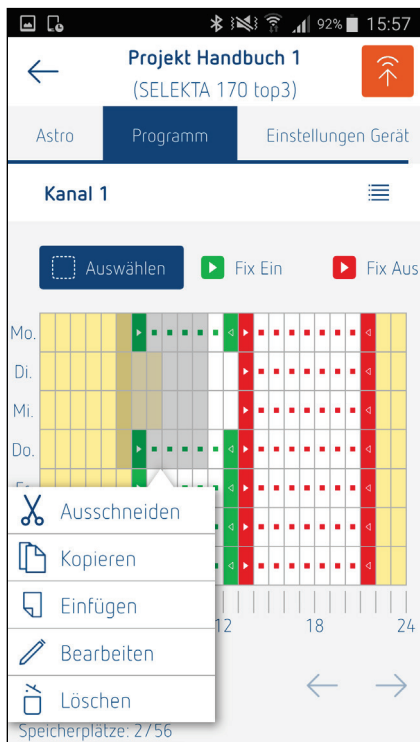 92% 15:57
Projekt Handbuch 1
(SELEKTA 170 top3)
Astro Programm Einstellungen Gerät
Kanal 1
Auswählen Fix Ein Fix Aus
Mo.
Di.
Mi.
Do.
Ausschneiden
Kopieren
Einfügen
12 18 24
Bearbeiten
Löschen
Speicherplätze: 2/56